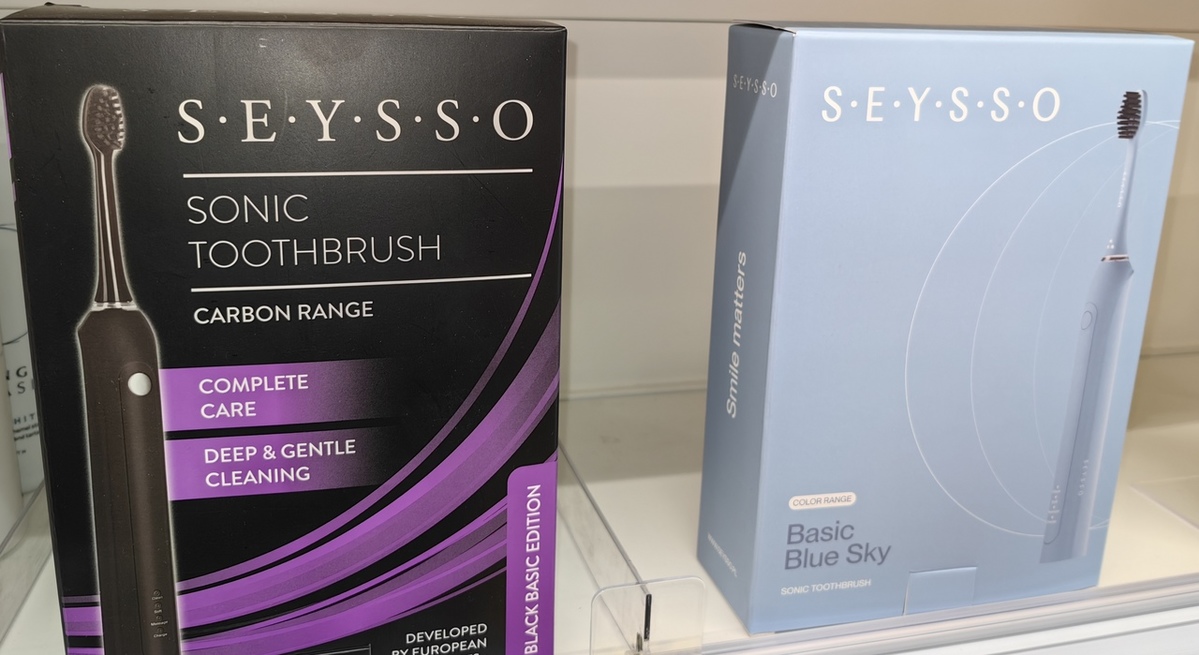 S·E·Y·S·S·O
SONIC
TOOTHBRUSH
CARBON RANGE
COMPLETE
CARE
DEEP & GENTLE
CLEANING
BLACK BASIC EDITION
DEVELOPED
BY EUROPEAN
S·E·Y·S·S·O
Smile matters
S·E·Y·S·S·O
COLOR RANGE
Basic
Blue Sky
SONIC TOOTHBRUSH